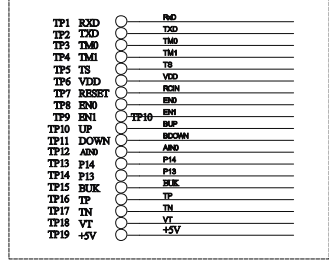 TP1 RXD RxD
TP2 TXD TXD
TP3 TM0 TM0
TP4 TM1 TM1
TP5 TS TS
TP6 VDD VDD
TP7 RESET RCIN
TP8 EN0 EN0
TP9 EN1 TP10 EN1
TP10 UP BUP
TP11 DOWN BDOWN
TP12 AIN0 AIN0
TP13 P14 P14
TP14 P13 P13
TP15 BUK BUK
TP16 TP TP
TP17 TN TN
TP18 VT VT
TP19 +5V +5V